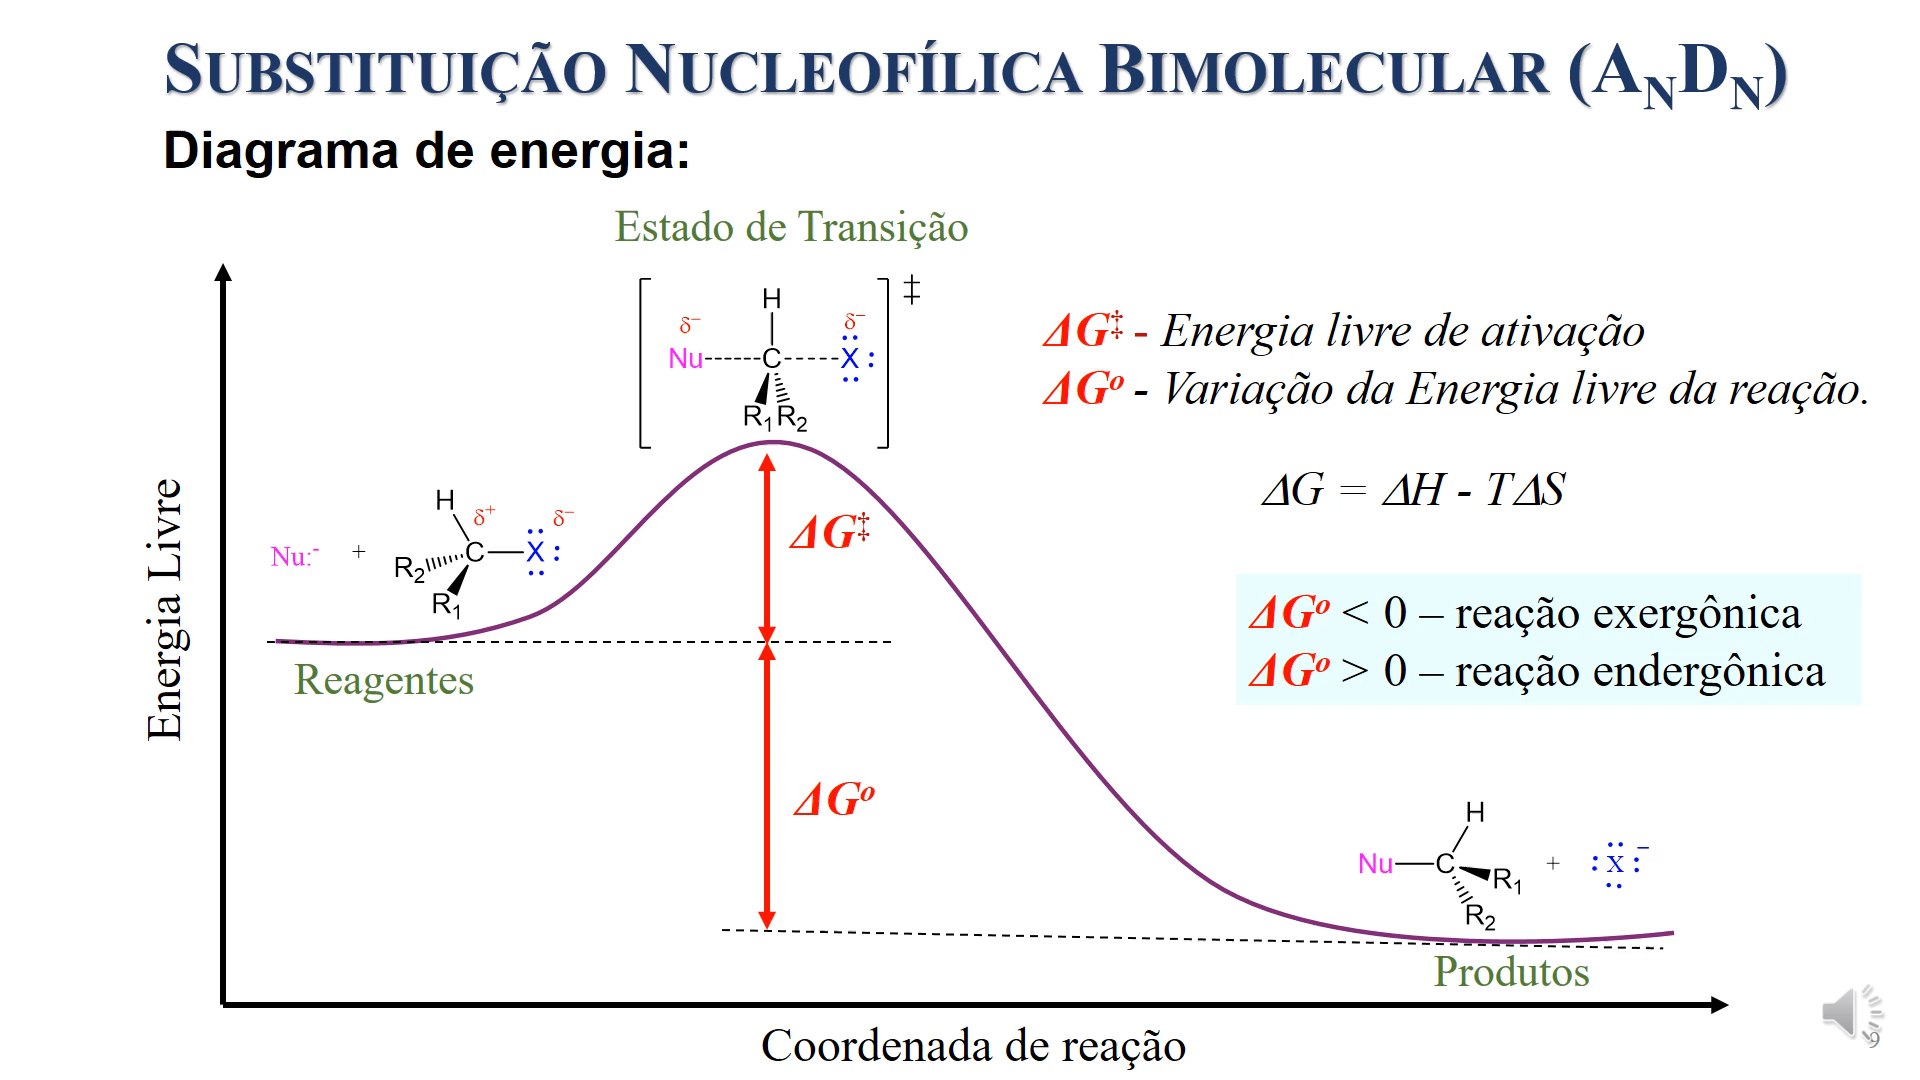 SUBSTITUIÇÃO NUCLEOFÍLICA BIMOLECULAR (A_ND_N)
Diagrama de energia:
Estado de Transição
H
δ⁻ δ⁻
Nu C X
R₁ R₂
‡
ΔG‡ - Energia livre de ativação
ΔGº - Variação da Energia livre da reação.
ΔG = ΔH - TΔS
Energia Livre
H
δ⁺ δ⁻
Nu:⁻ + R₂ C X
R₁
ΔG‡
ΔGº < 0 – reação exergônica
ΔGº > 0 – reação endergônica
Reagentes
ΔGº
H
Nu C R₁ + :X:⁻
R₂
Produtos
Coordenada de reação
9